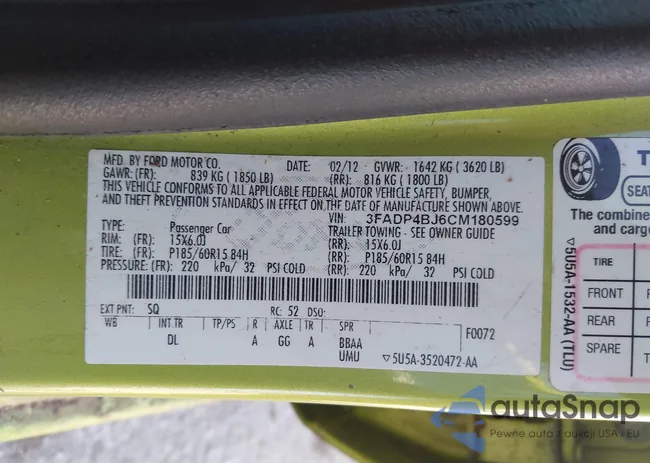 MFD. BY FORD MOTOR CO.
DATE: 02/12 GVWR: 1642 KG ( 3620 LB)
GAWR: (FR): 839 KG ( 1850 LB) (RR): 816 KG ( 1800 LB)
THIS VEHICLE CONFORMS TO ALL APPLICABLE FEDERAL MOTOR VEHICLE SAFETY, BUMPER,
AND THEFT PREVENTION STANDARDS IN EFFECT ON THE DATE OF MANUFACTURE SHOWN ABOVE.
VIN: 3FADP4BJ6CM180599
TYPE: Passenger Car TRAILER TOWING - SEE OWNER GUIDE
RIM: (FR): 15X6.0J (RR): 15X6.0J
TIRE: (FR): P185/60R15 84H (RR): P185/60R15 84H
PRESSURE: (FR): 220 kPa/ 32 PSI COLD (RR): 220 kPa/ 32 PSI COLD
EXT PNT: SQ RC: 52 DSO: F0072
WB INT TR TP/PS R AXLE TR SPR
DL A GG A BBAA
UMU ▽5U5A-3520472-AA
SEAT
The combine
and cargo
TIRE
FRONT
REAR
SPARE
▽5U5A-1532-AA (TLU)
autoSnap
Pewne auto z aukcji USA i EU